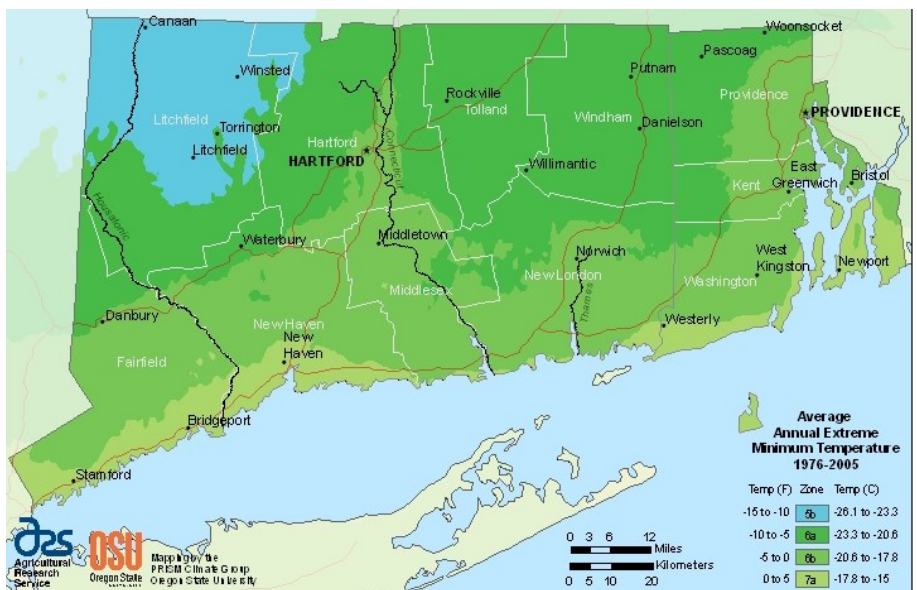 Canaan
Woonsocket
Pascoag
Winsted
Putnam
Rockville
Tolland
Providence
PROVIDENCE
Litchfield
Torrington
Windham
Danielson
Hartford
HARTFORD
Connecticut
Litchfield
Willimantic
East
Greenwich
Bristol
Kent
Housatonic
Waterbury
Middletown
Norwich
West
Kingston
Newport
New London
Washington
Middlesex
Thames
Danbury
New Haven
Westerly
New
Haven
Fairfield
Bridgeport
Stamford
Average
Annual Extreme
Minimum Temperature
1976-2005
Temp (F) Zone Temp (C)
-15 to -10 5b -26.1 to -23.3
-10 to -5 6a -23.3 to -20.6
-5 to 0 6b -20.6 to -17.8
0 to 5 7a -17.8 to -15
0 3 6 12
Miles
Kilometers
0 5 10 20
ars
Agricultural
Research
Service
OSU
Oregon State
Mapping by the
PRISM Climate Group
Oregon State University